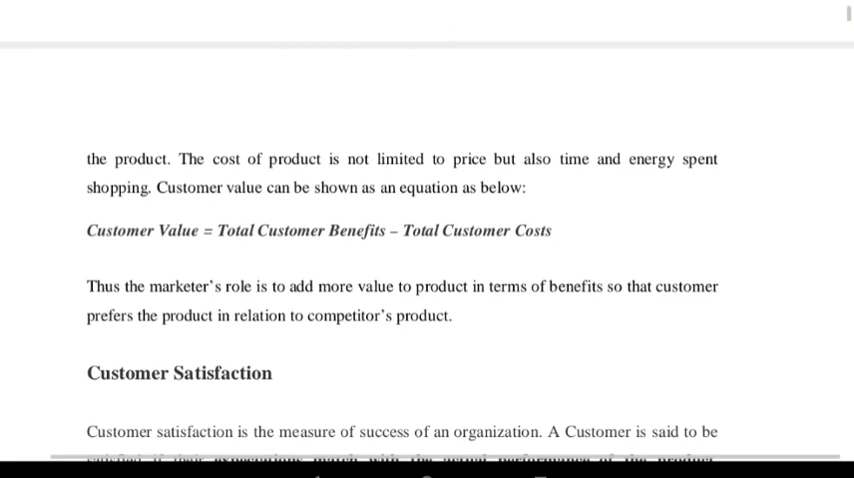 the product. The cost of product is not limited to price but also time and energy spent
shopping. Customer value can be shown as an equation as below:
Customer Value = Total Customer Benefits – Total Customer Costs
Thus the marketer's role is to add more value to product in terms of benefits so that customer
prefers the product in relation to competitor's product.
Customer Satisfaction
Customer satisfaction is the measure of success of an organization. A Customer is said to be